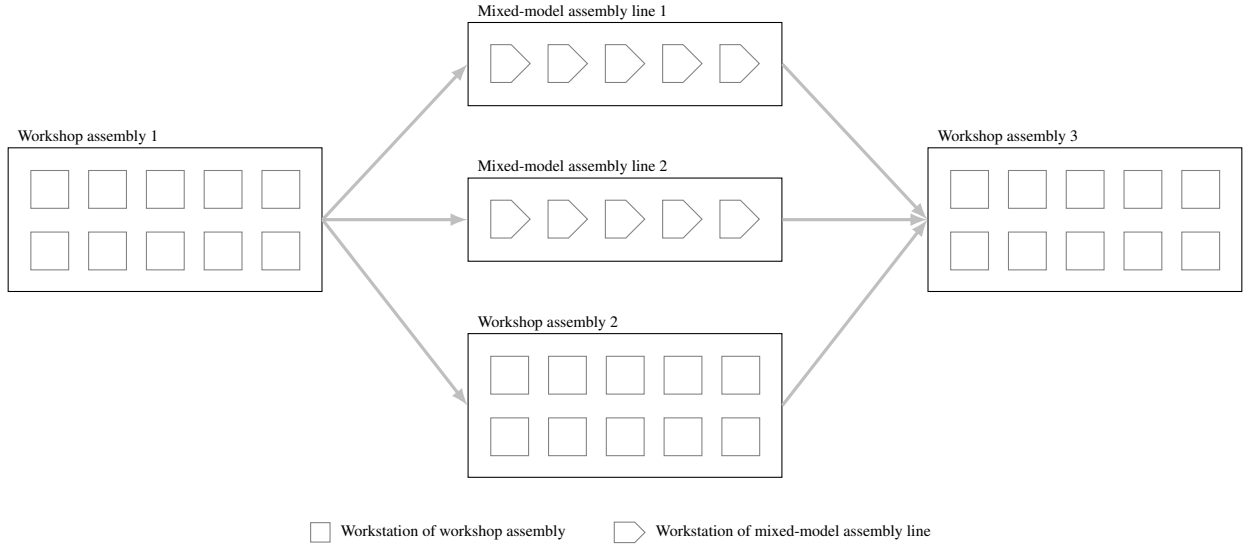 Mixed-model assembly line 1
Workshop assembly 1
Mixed-model assembly line 2
Workshop assembly 3
Workshop assembly 2
Workstation of workshop assembly
Workstation of mixed-model assembly line